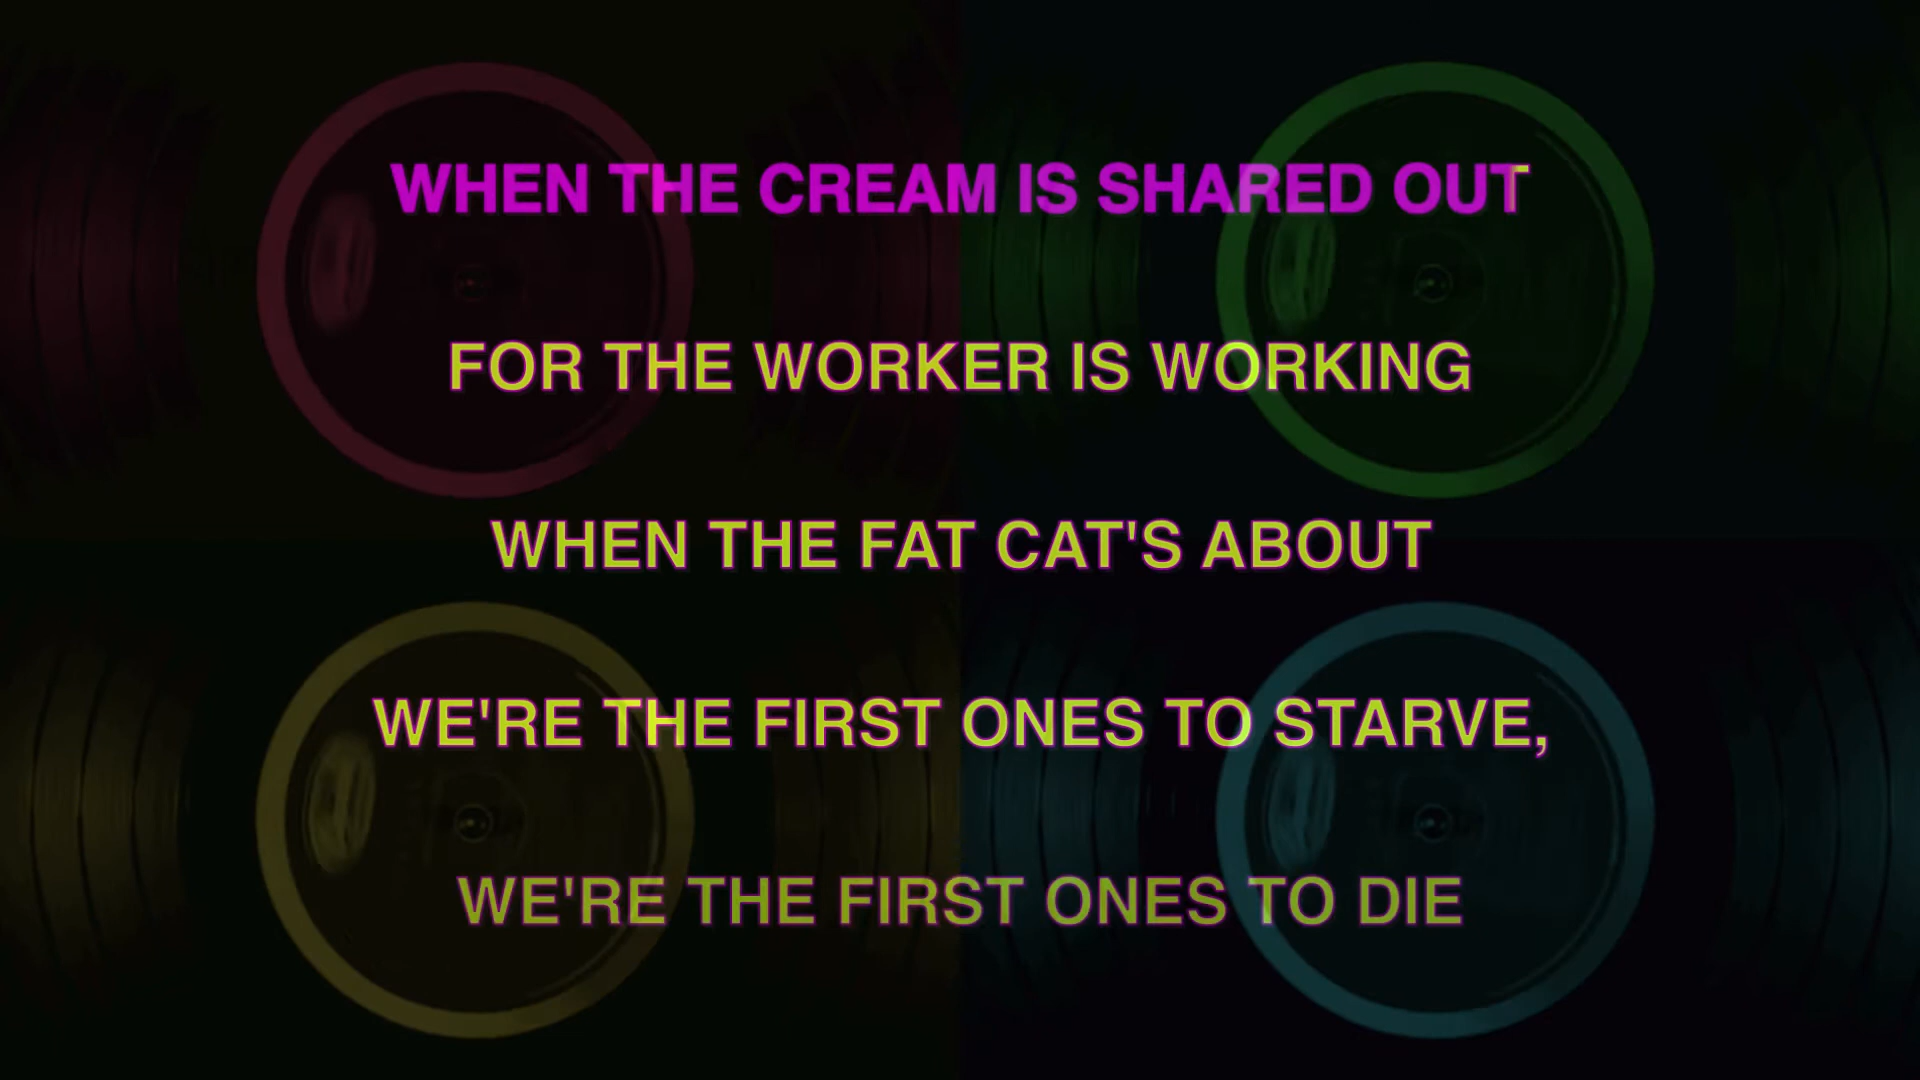 WHEN THE CREAM IS SHARED OUT
FOR THE WORKER IS WORKING
WHEN THE FAT CAT'S ABOUT
WE'RE THE FIRST ONES TO STARVE,
WE'RE THE FIRST ONES TO DIE